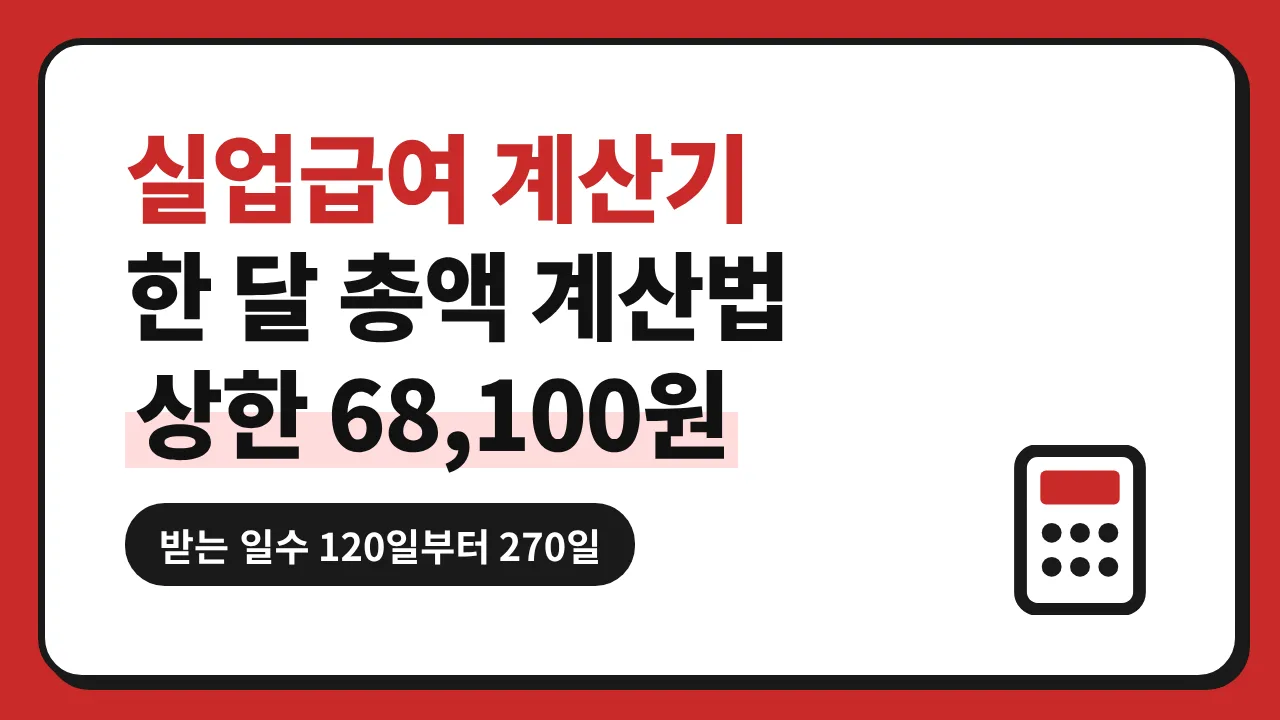 실업급여 계산기
한 달 총액 계산법
상한 68,100원
받는 일수 120일부터 270일